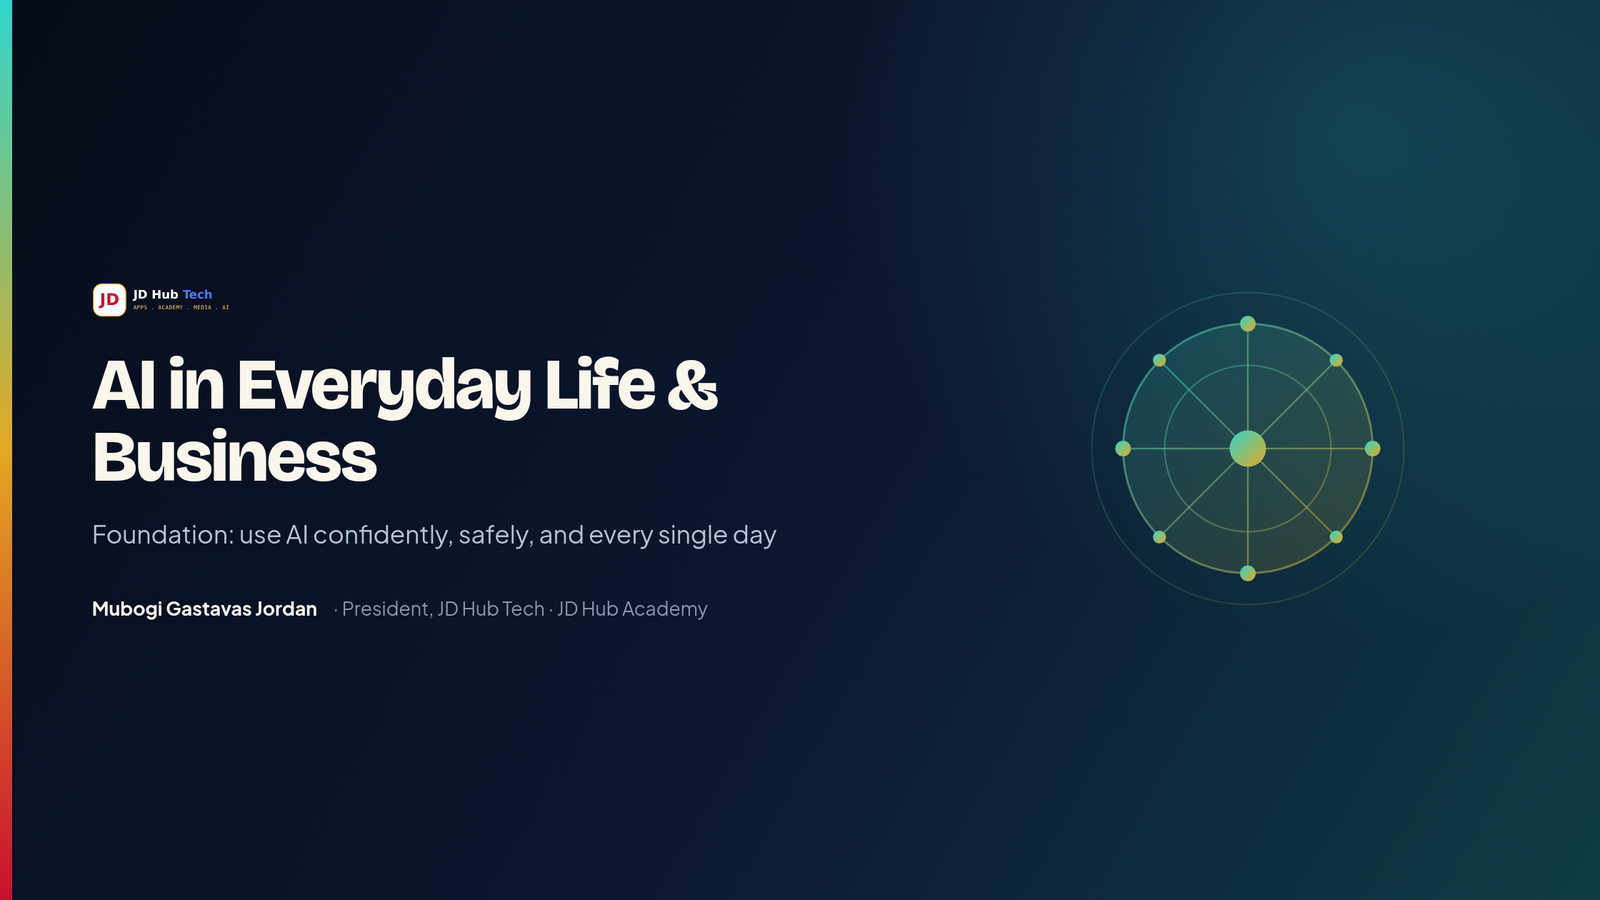 JD
JD Hub Tech
APPS . ACADEMY . MEDIA . AI
AI in Everyday Life &
Business
Foundation: use AI confidently, safely, and every single day
Mubogi Gastavas Jordan · President, JD Hub Tech · JD Hub Academy